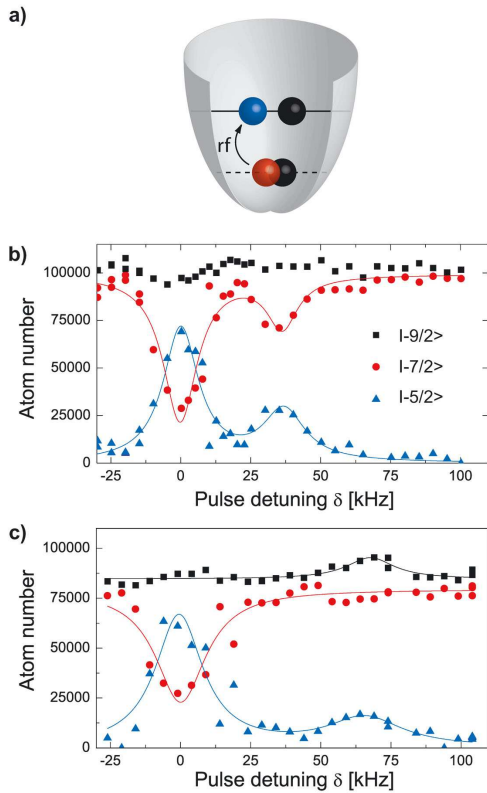 a)
rf
b)
100000
75000
50000
25000
0
Atom number
I-9/2>
I-7/2>
I-5/2>
-25 0 25 50 75 100
Pulse detuning δ [kHz]
c)
100000
75000
50000
25000
0
Atom number
-25 0 25 50 75 100
Pulse detuning δ [kHz]